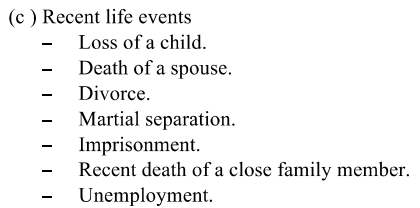 (c ) Recent life events
– Loss of a child.
– Death of a spouse.
– Divorce.
– Martial separation.
– Imprisonment.
– Recent death of a close family member.
– Unemployment.